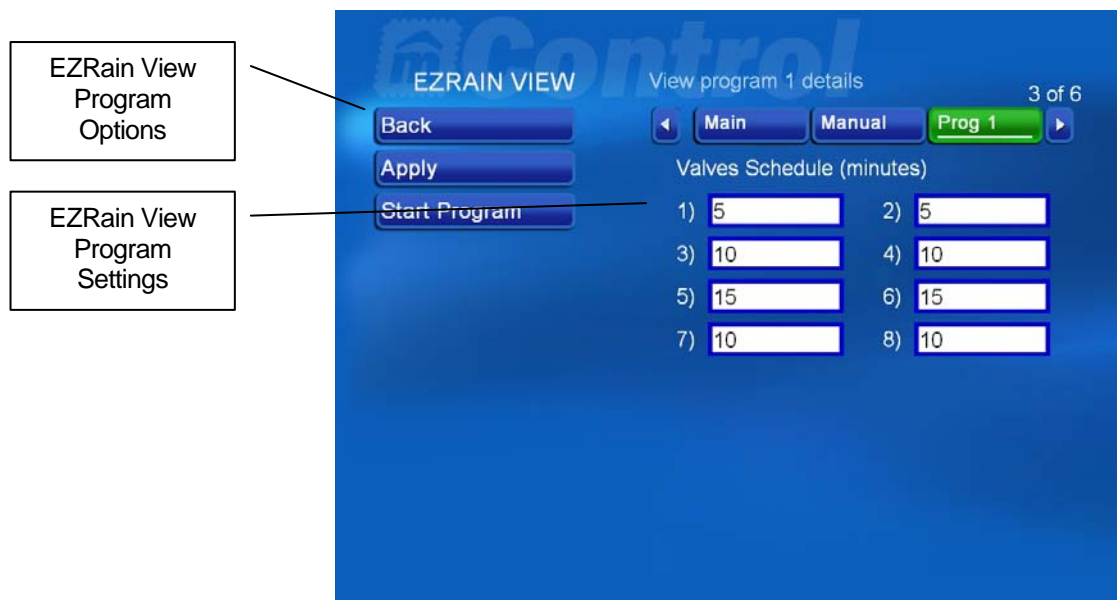 EZRain View
Program
Options
EZRain View
Program
Settings
mControl
EZRAIN VIEW
Back
Apply
Start Program
View program 1 details
3 of 6
Main
Manual
Prog 1
Valves Schedule (minutes)
1) 5 2) 5
3) 10 4) 10
5) 15 6) 15
7) 10 8) 10